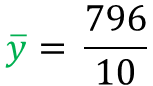 ȳ = 796/10